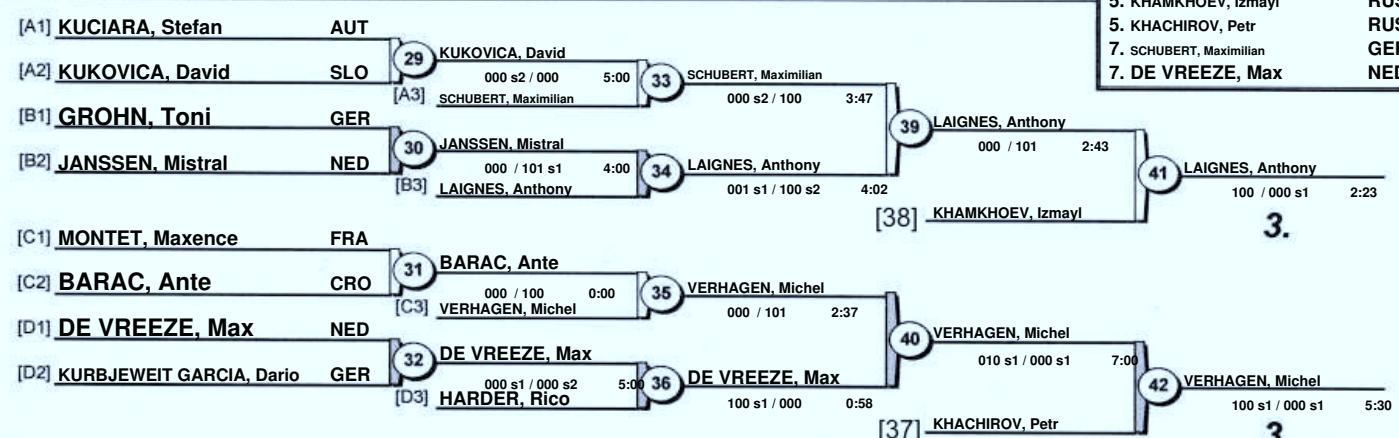 5. KHAMKHOEV, Izmayl RUS
5. KHACHIROV, Petr RUS
7. SCHUBERT, Maximilian GER
7. DE VREEZE, Max NED
[A1] KUCIARA, Stefan AUT
29
KUKOVICA, David
000 s2 / 000 5:00
[A2] KUKOVICA, David SLO
[A3] SCHUBERT, Maximilian
33
SCHUBERT, Maximilian
000 s2 / 100 3:47
[B1] GROHN, Toni GER
30
JANSSEN, Mistral
000 / 101 s1 4:00
[B2] JANSSEN, Mistral NED
[B3] LAIGNES, Anthony
34
LAIGNES, Anthony
001 s1 / 100 s2 4:02
39
LAIGNES, Anthony
000 / 101 2:43
[38] KHAMKHOEV, Izmayl
41
LAIGNES, Anthony
100 / 000 s1 2:23
3.
[C1] MONTET, Maxence FRA
31
BARAC, Ante
000 / 100 0:00
[C2] BARAC, Ante CRO
[C3] VERHAGEN, Michel
35
VERHAGEN, Michel
000 / 101 2:37
[D1] DE VREEZE, Max NED
32
DE VREEZE, Max
000 s1 / 000 s2 5:00
[D2] KURBJEWEIT GARCIA, Dario GER
[D3] HARDER, Rico
36
DE VREEZE, Max
100 s1 / 000 0:58
40
VERHAGEN, Michel
010 s1 / 000 s1 7:00
[37] KHACHIROV, Petr
42
VERHAGEN, Michel
100 s1 / 000 s1 5:30
3.